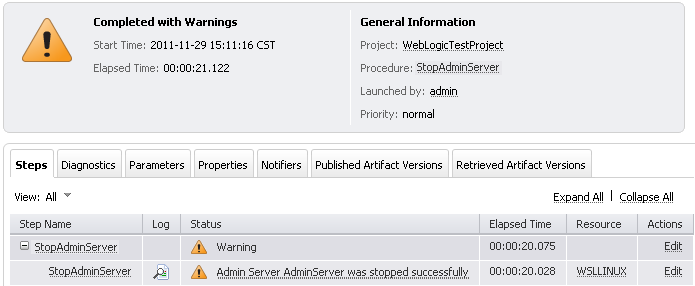 Completed with Warnings
Start Time: 2011-11-29 15:11:16 CST
Elapsed Time: 00:00:21.122
General Information
Project: WebLogicTestProject
Procedure: StopAdminServer
Launched by: admin
Priority: normal
Steps Diagnostics Parameters Properties Notifiers Published Artifact Versions Retrieved Artifact Versions
View: All Expand All | Collapse All
Step Name Log Status Elapsed Time Resource Actions
StopAdminServer Warning 00:00:20.075 Edit
StopAdminServer Admin Server AdminServer was stopped successfully 00:00:20.028 WSLLINUX Edit